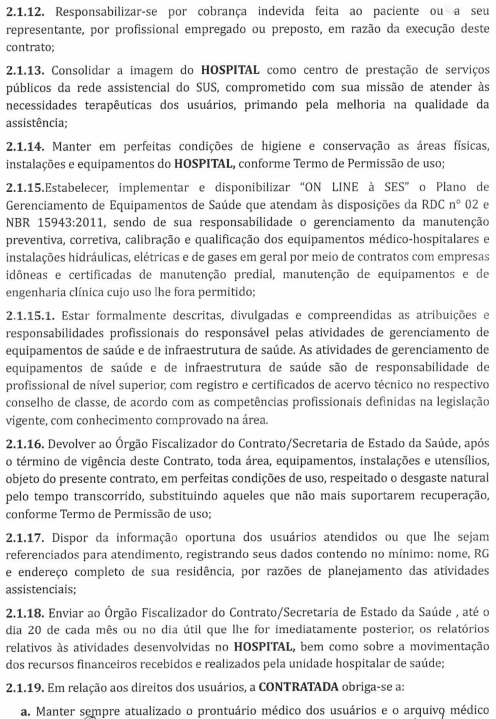 2.1.12. Responsabilizar-se por cobrança indevida feita ao paciente ou a seu
representante, por profissional empregado ou preposto, em razão da execução deste
contrato;
2.1.13. Consolidar a imagem do HOSPITAL como centro de prestação de serviços
públicos da rede assistencial do SUS, comprometido com sua missão de atender às
necessidades terapêuticas dos usuários, primando pela melhoria na qualidade da
assistência;
2.1.14. Manter em perfeitas condições de higiene e conservação as áreas físicas,
instalações e equipamentos do HOSPITAL, conforme Termo de Permissão de uso;
2.1.15.Estabelecer, implementar e disponibilizar "ON LINE à SES" o Plano de
Gerenciamento de Equipamentos de Saúde que atendam às disposições da RDC nº 02 e
NBR 15943:2011, sendo de sua responsabilidade o gerenciamento da manutenção
preventiva, corretiva, calibração e qualificação dos equipamentos médico-hospitalares e
instalações hidráulicas, elétricas e de gases em geral por meio de contratos com empresas
idôneas e certificadas de manutenção predial, manutenção de equipamentos e de
engenharia clínica cujo uso lhe fora permitido;
2.1.15.1. Estar formalmente descritas, divulgadas e compreendidas as atribuições e
responsabilidades profissionais do responsável pelas atividades de gerenciamento de
equipamentos de saúde e de infraestrutura de saúde. As atividades de gerenciamento de
equipamentos de saúde e de infraestrutura de saúde são de responsabilidade de
profissional de nível superior, com registro e certificados de acervo técnico no respectivo
conselho de classe, de acordo com as competências profissionais definidas na legislação
vigente, com conhecimento comprovado na área.
2.1.16. Devolver ao Órgão Fiscalizador do Contrato/Secretaria de Estado da Saúde, após
o término de vigência deste Contrato, toda área, equipamentos, instalações e utensílios,
objeto do presente contrato, em perfeitas condições de uso, respeitado o desgaste natural
pelo tempo transcorrido, substituindo aqueles que não mais suportarem recuperação,
conforme Termo de Permissão de uso;
2.1.17. Dispor da informação oportuna dos usuários atendidos ou que lhe sejam
referenciados para atendimento, registrando seus dados contendo no mínimo: nome, RG
e endereço completo de sua residência, por razões de planejamento das atividades
assistenciais;
2.1.18. Enviar ao Órgão Fiscalizador do Contrato/Secretaria de Estado da Saúde , até o
dia 20 de cada mês ou no dia útil que lhe for imediatamente posterior, os relatórios
relativos às atividades desenvolvidas no HOSPITAL, bem como sobre a movimentação
dos recursos financeiros recebidos e realizados pela unidade hospitalar de saúde;
2.1.19. Em relação aos direitos dos usuários, a CONTRATADA obriga-se a:
a. Manter sempre atualizado o prontuário médico dos usuários e o arquivo médico